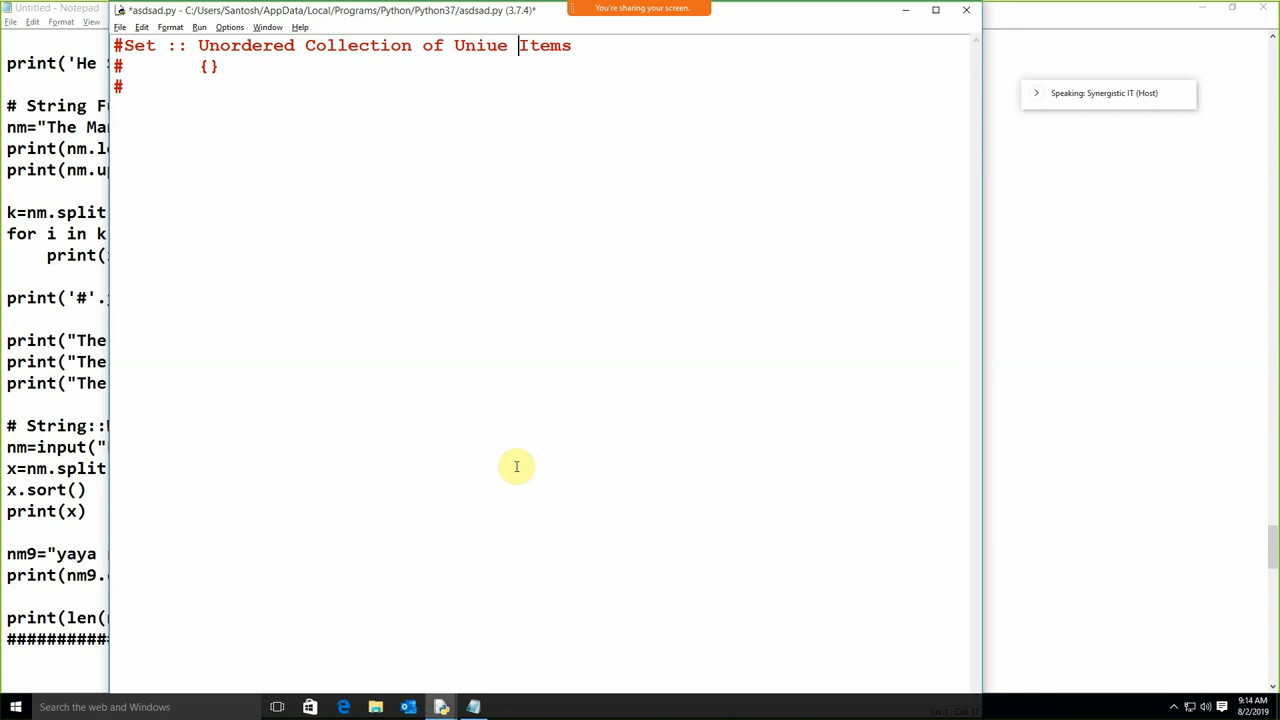 Untitled - Notepad
File Edit Format View
*asdsad.py - C:/Users/Santosh/AppData/Local/Programs/Python/Python37/asdsad.py (3.7.4)*
You're sharing your screen.
File Edit Format Run Options Window Help
#Set :: Unordered Collection of Uniue Items
# {}
#
Speaking: Synergistic IT (Host)
print('He
# String
nm="The
print(
print(
k=nm.split
for i in k
print(
print('#'.
print("The
print("The
print("The
# String::
nm=input("
x=nm.split
x.sort()
print(x)
nm9="yaya
print(nm9.
print(len(
##########
Ln: 1 Col: 37
Search the web and Windows
9:14 AM
8/2/2019